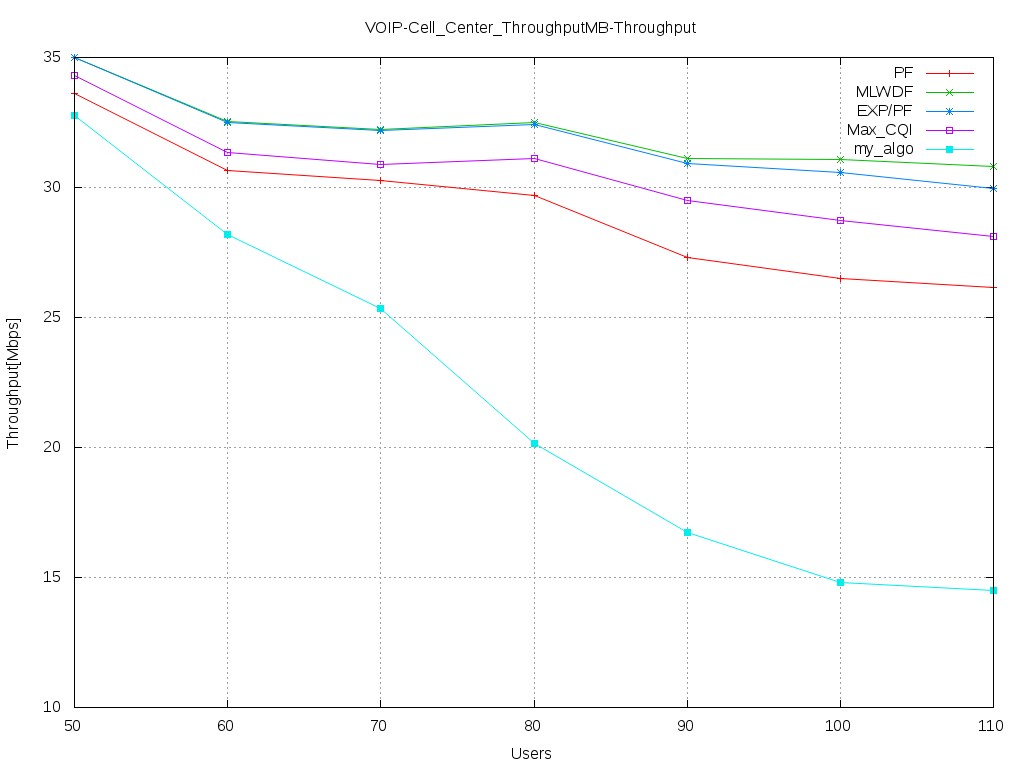 VOIP-Cell_Center_ThroughputMB-Throughput
35
30
25
20
15
10
Throughput[Mbps]
PF
MLWDF
EXP/PF
Max_CQI
my_algo
50 60 70 80 90 100 110
Users